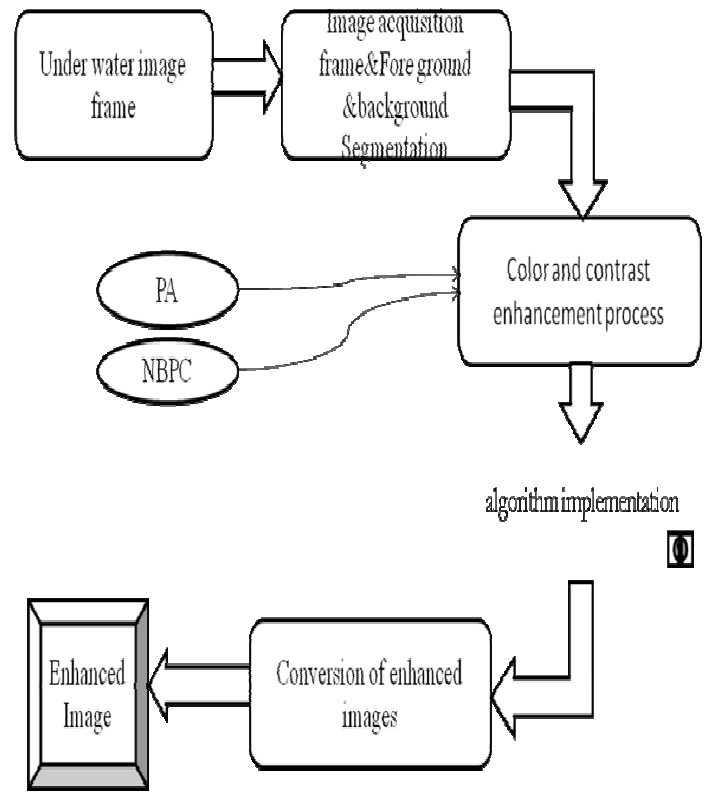 Under water image
frame
Image acquisition
frame&Fore ground
&background
Segmentation
PA
NBPC
Color and contrast
enhancement process
algorithm implementation
Conversion of enhanced
images
Enhanced
Image